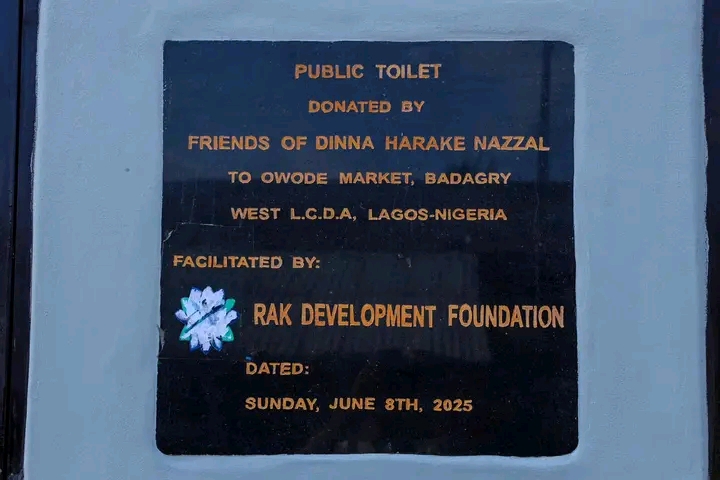 PUBLIC TOILET
DONATED BY
FRIENDS OF DINNA HARAKE NAZZAL
TO OWODE MARKET, BADAGRY
WEST L.C.D.A, LAGOS-NIGERIA
FACILITATED BY:
RAK DEVELOPMENT FOUNDATION
DATED:
SUNDAY, JUNE 8TH, 2025